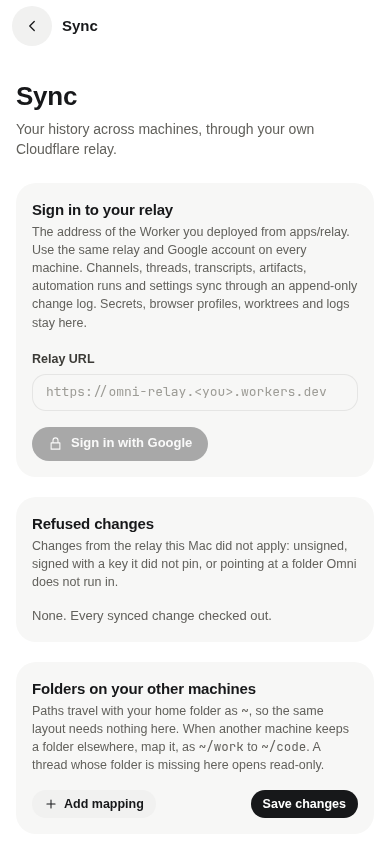 Sync
Sync
Your history across machines, through your own
Cloudflare relay.
Sign in to your relay
The address of the Worker you deployed from apps/relay.
Use the same relay and Google account on every
machine. Channels, threads, transcripts, artifacts,
automation runs and settings sync through an append-only
change log. Secrets, browser profiles, worktrees and logs
stay here.
Relay URL
https://omni-relay.<you>.workers.dev
Sign in with Google
Refused changes
Changes from the relay this Mac did not apply: unsigned,
signed with a key it did not pin, or pointing at a folder Omni
does not run in.
None. Every synced change checked out.
Folders on your other machines
Paths travel with your home folder as ~, so the same
layout needs nothing here. When another machine keeps
a folder elsewhere, map it, as ~/work to ~/code. A
thread whose folder is missing here opens read-only.
Add mapping
Save changes